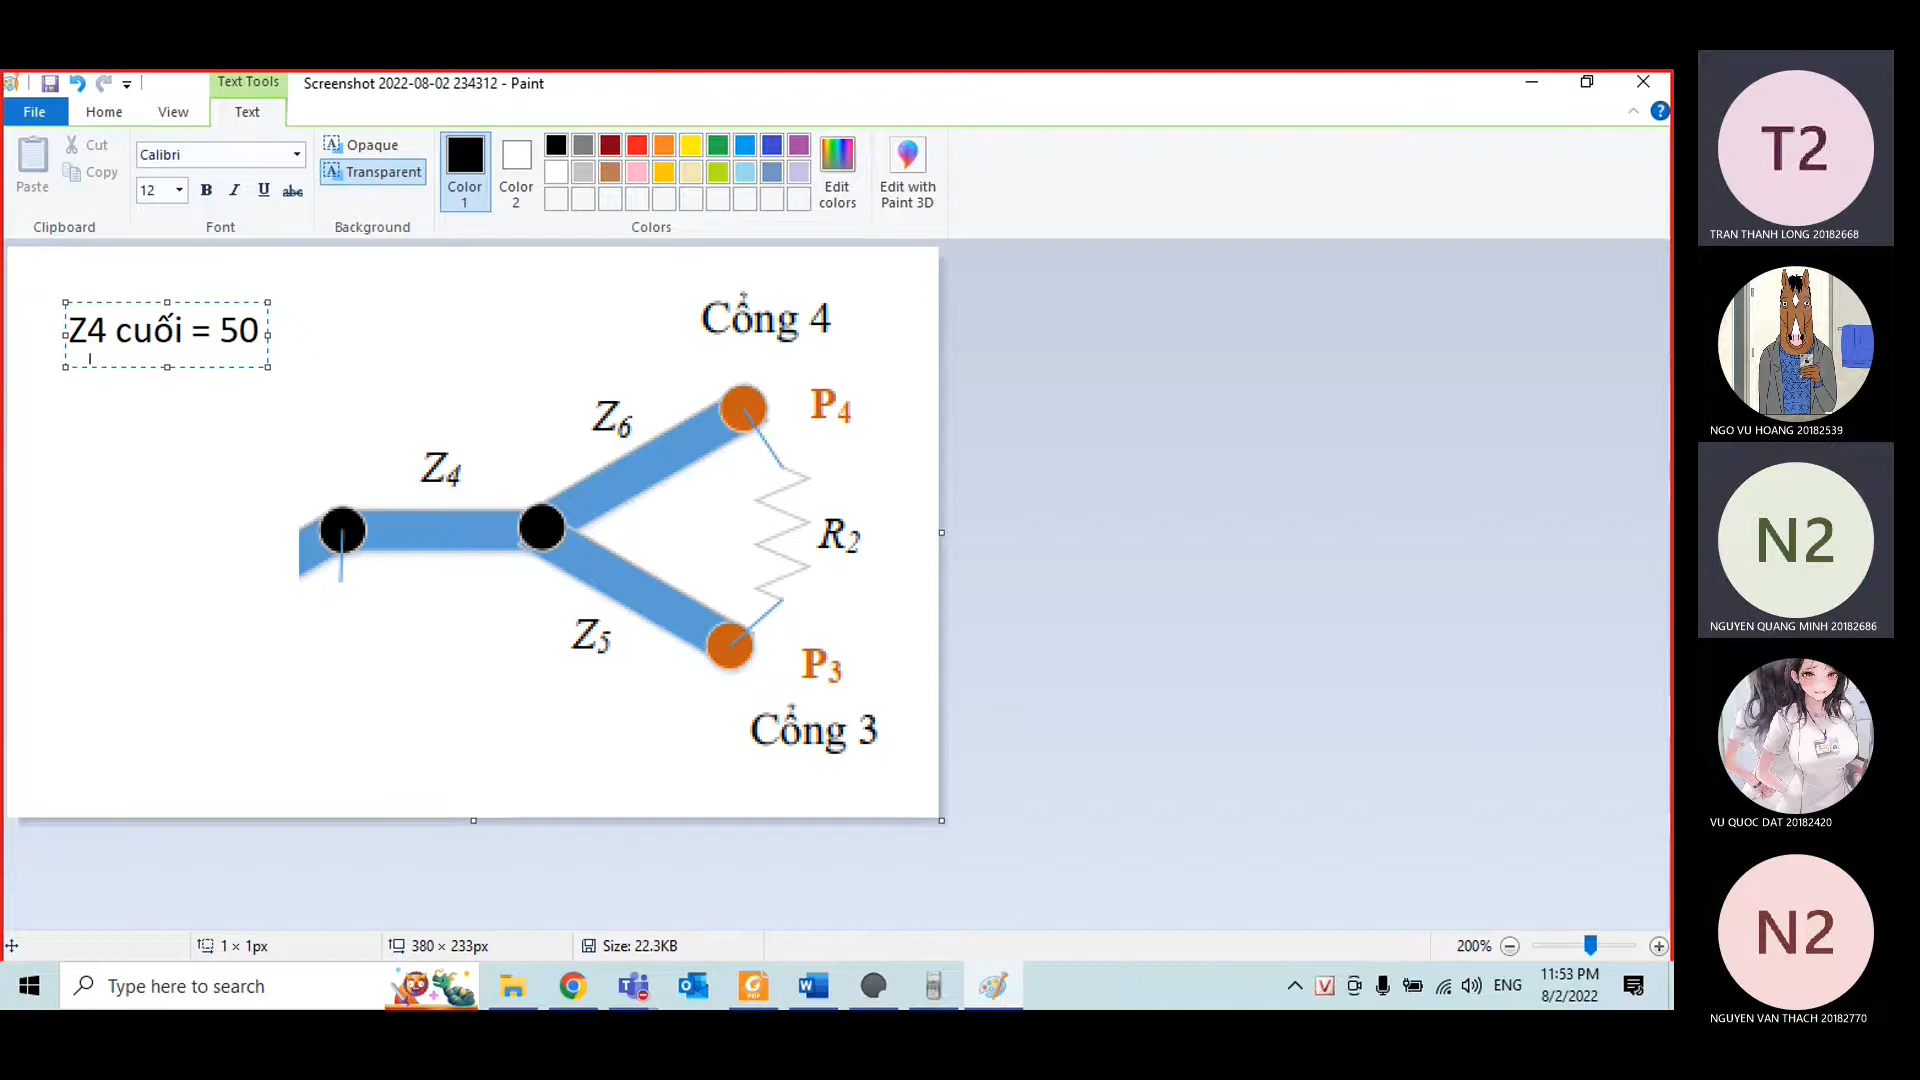 Text Tools
Screenshot 2022-08-02 234312 - Paint
File
Home
View
Text
Paste
Cut
Copy
Clipboard
Calibri
12
B I U abc
Font
Opaque
Transparent
Background
Color 1
Color 2
Edit colors
Colors
Edit with Paint 3D
Z4 cuối = 50
Cổng 4
P4
Z6
Z4
R2
Z5
P3
Cổng 3
1 × 1px
380 × 233px
Size: 22.3KB
200%
Type here to search
ENG
11:53 PM
8/2/2022
T2
TRAN THANH LONG 20182668
NGO VU HOANG 20182539
N2
NGUYEN QUANG MINH 20182686
VU QUOC DAT 20182420
N2
NGUYEN VAN THACH 20182770